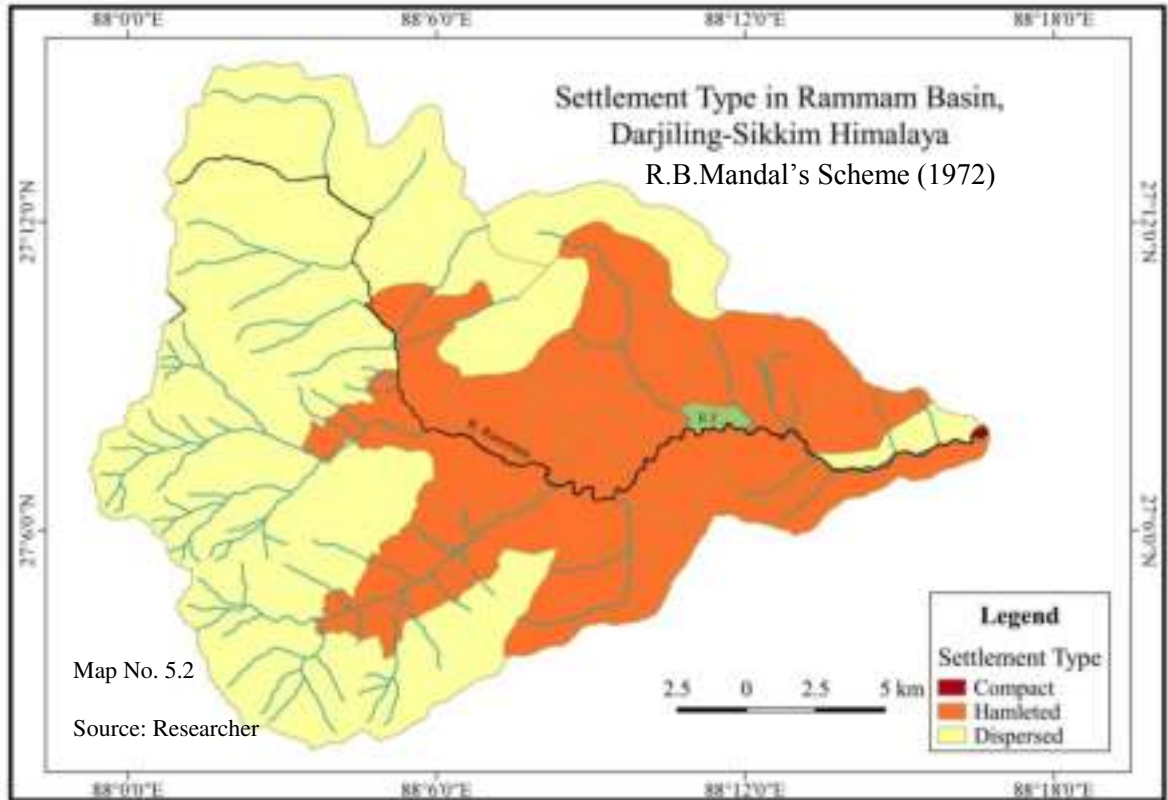 88°0'0"E 88°6'0"E 88°12'0"E 88°18'0"E
Settlement Type in Rammam Basin,
Darjiling-Sikkim Himalaya
R.B.Mandal’s Scheme (1972)
27°12'0"N 27°12'0"N
R.F.
R. Rammam
27°6'0"N 27°6'0"N
Map No. 5.2
Source: Researcher
2.5 0 2.5 5 km
Legend
Settlement Type
Compact
Hamleted
Dispersed
88°0'0"E 88°6'0"E 88°12'0"E 88°18'0"E